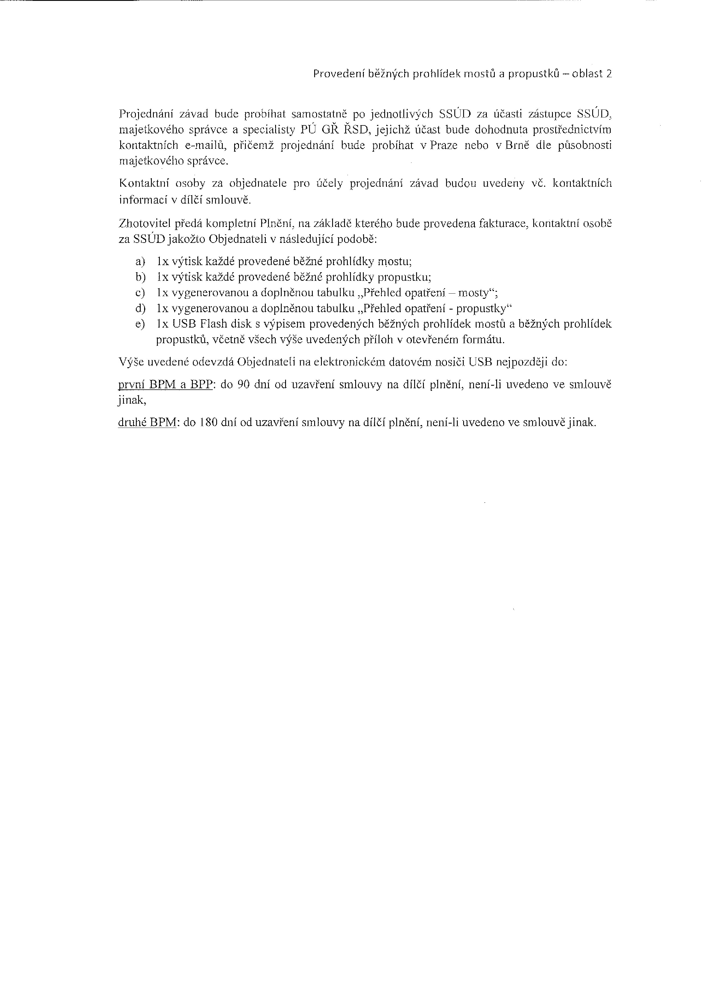 Provedení běžných prohlídek mostů a propustků – oblast 2
Projednání závad bude probíhat samostatně po jednotlivých SSÚD za účasti zástupce SSÚD,
majetkového správce a specialisty PÚ GŘ ŘSD, jejichž účast bude dohodnuta prostřednictvím
kontaktních e-mailů, přičemž projednání bude probíhat v Praze nebo v Brně dle působnosti
majetkového správce.
Kontaktní osoby za objednatele pro účely projednání závad budou uvedeny vč. kontaktních
informací v dílčí smlouvě.
Zhotovitel předá kompletní Plnění, na základě kterého bude provedena fakturace, kontaktní osobě
za SSÚD jakožto Objednateli v následující podobě:
a) 1x výtisk každé provedené běžné prohlídky mostu;
b) 1x výtisk každé provedené běžné prohlídky propustku;
c) 1x vygenerovanou a doplněnou tabulku „Přehled opatření – mosty“;
d) 1x vygenerovanou a doplněnou tabulku „Přehled opatření - propustky“
e) 1x USB Flash disk s výpisem provedených běžných prohlídek mostů a běžných prohlídek
propustků, včetně všech výše uvedených příloh v otevřeném formátu.
Výše uvedené odevzdá Objednateli na elektronickém datovém nosiči USB nejpozději do:
první BPM a BPP: do 90 dní od uzavření smlouvy na dílčí plnění, není-li uvedeno ve smlouvě
jinak,
druhé BPM: do 180 dní od uzavření smlouvy na dílčí plnění, není-li uvedeno ve smlouvě jinak.